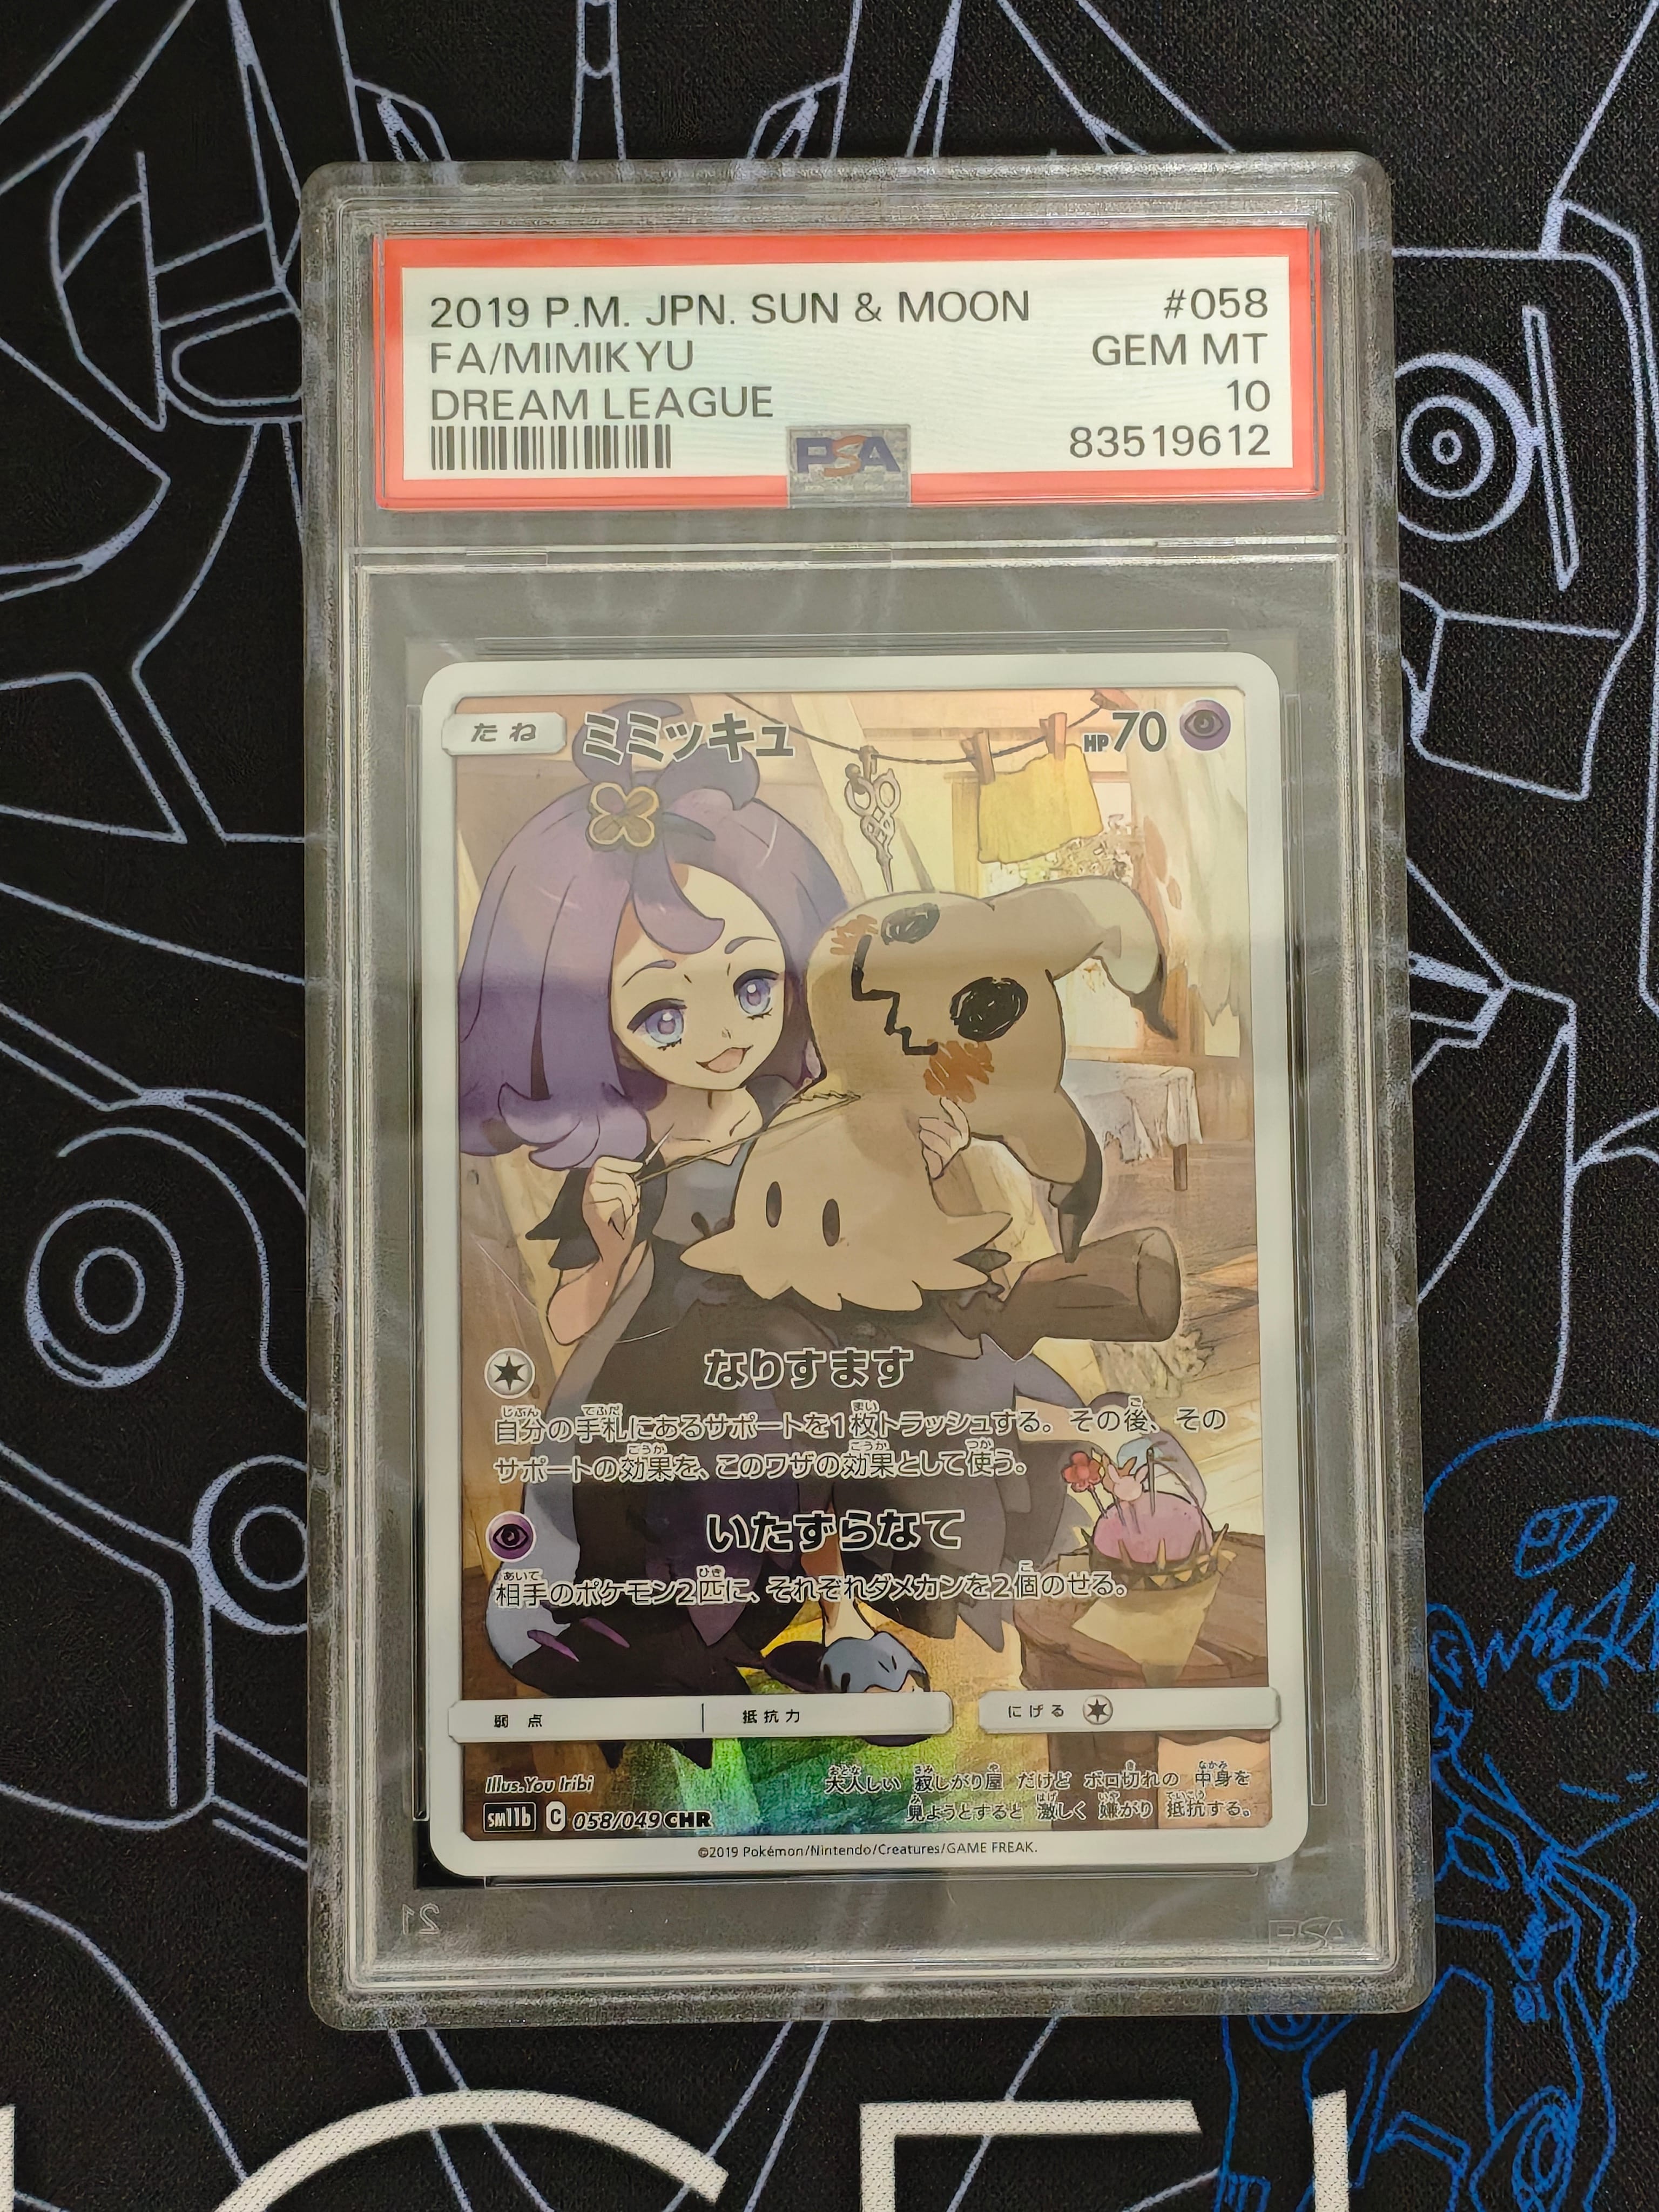 2019 P.M. JPN. SUN & MOON #058
FA/MIMIKYU GEM MT
DREAM LEAGUE 10
83519612
PSA
たね ミミッキュ HP70
なりすます
自分の手札にあるサポートを1枚トラッシュする。その後、その
サポートの効果を、このワザの効果として使う。
いたずらなて
相手のポケモン2匹に、それぞれダメカンを2個のせる。
弱点 抵抗力 にげる
Illus. You Iribi
大人しい 寂しがり屋 だけど ボロ切れの 中身を
見ようとすると 激しく 嫌がり 抵抗する。
SM11b C 058/049 CHR
©2019 Pokémon/Nintendo/Creatures/GAME FREAK.
21
PSA